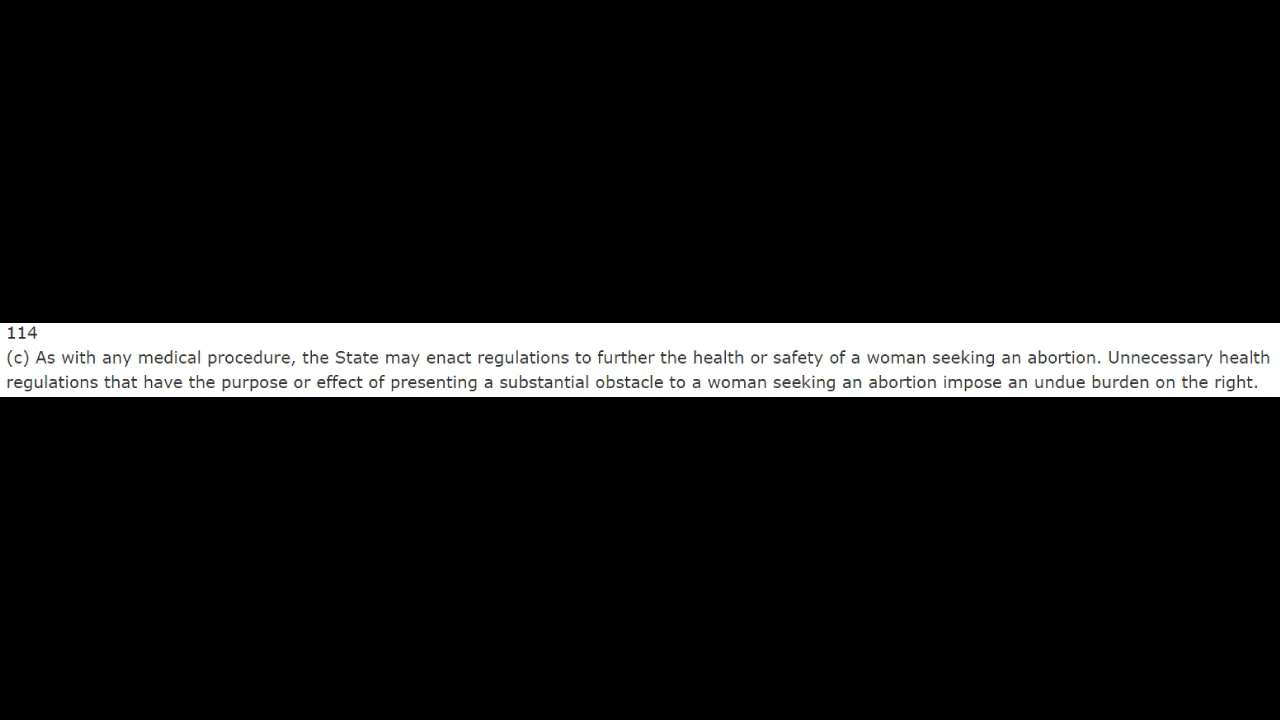 114
(c) As with any medical procedure, the State may enact regulations to further the health or safety of a woman seeking an abortion. Unnecessary health
regulations that have the purpose or effect of presenting a substantial obstacle to a woman seeking an abortion impose an undue burden on the right.